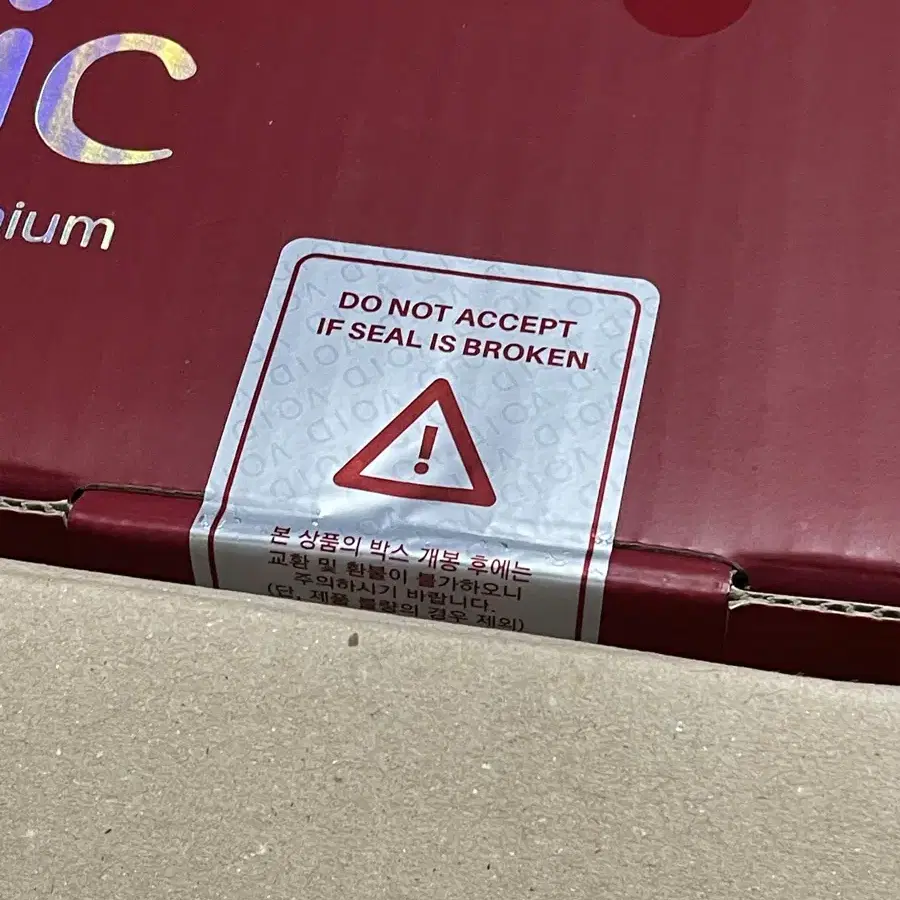 ic
nium
DO NOT ACCEPT
IF SEAL IS BROKEN
!
본 상품의 박스 개봉 후에는
교환 및 환불이 불가하오니
주의하시기 바랍니다.
(단, 제품 불량의 경우 제외)